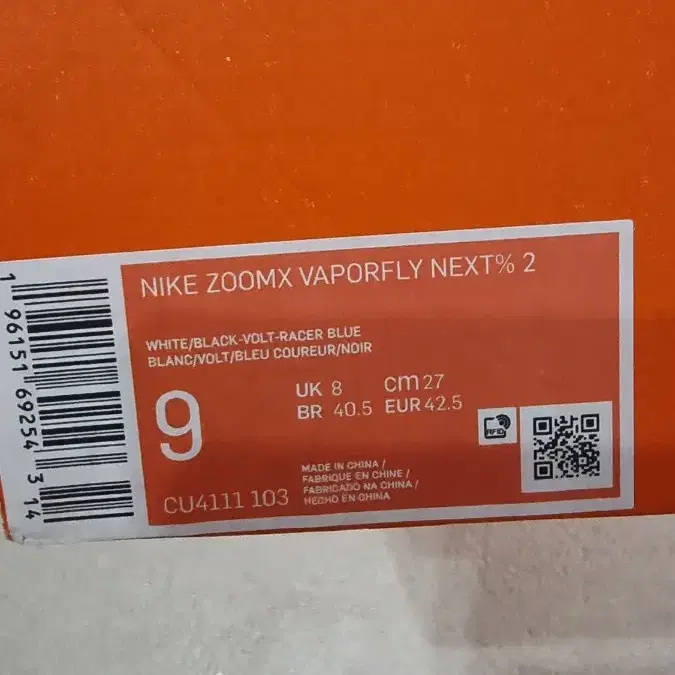 NIKE ZOOMX VAPORFLY NEXT% 2
WHITE/BLACK-VOLT-RACER BLUE
BLANC/VOLT/BLEU COUREUR/NOIR
9
UK 8 cm 27
BR 40.5 EUR 42.5
RFID
MADE IN CHINA /
FABRIQUE EN CHINE /
FABRICADO NA CHINA /
HECHO EN CHINA
CU4111 103
1 96151 69254 3 14